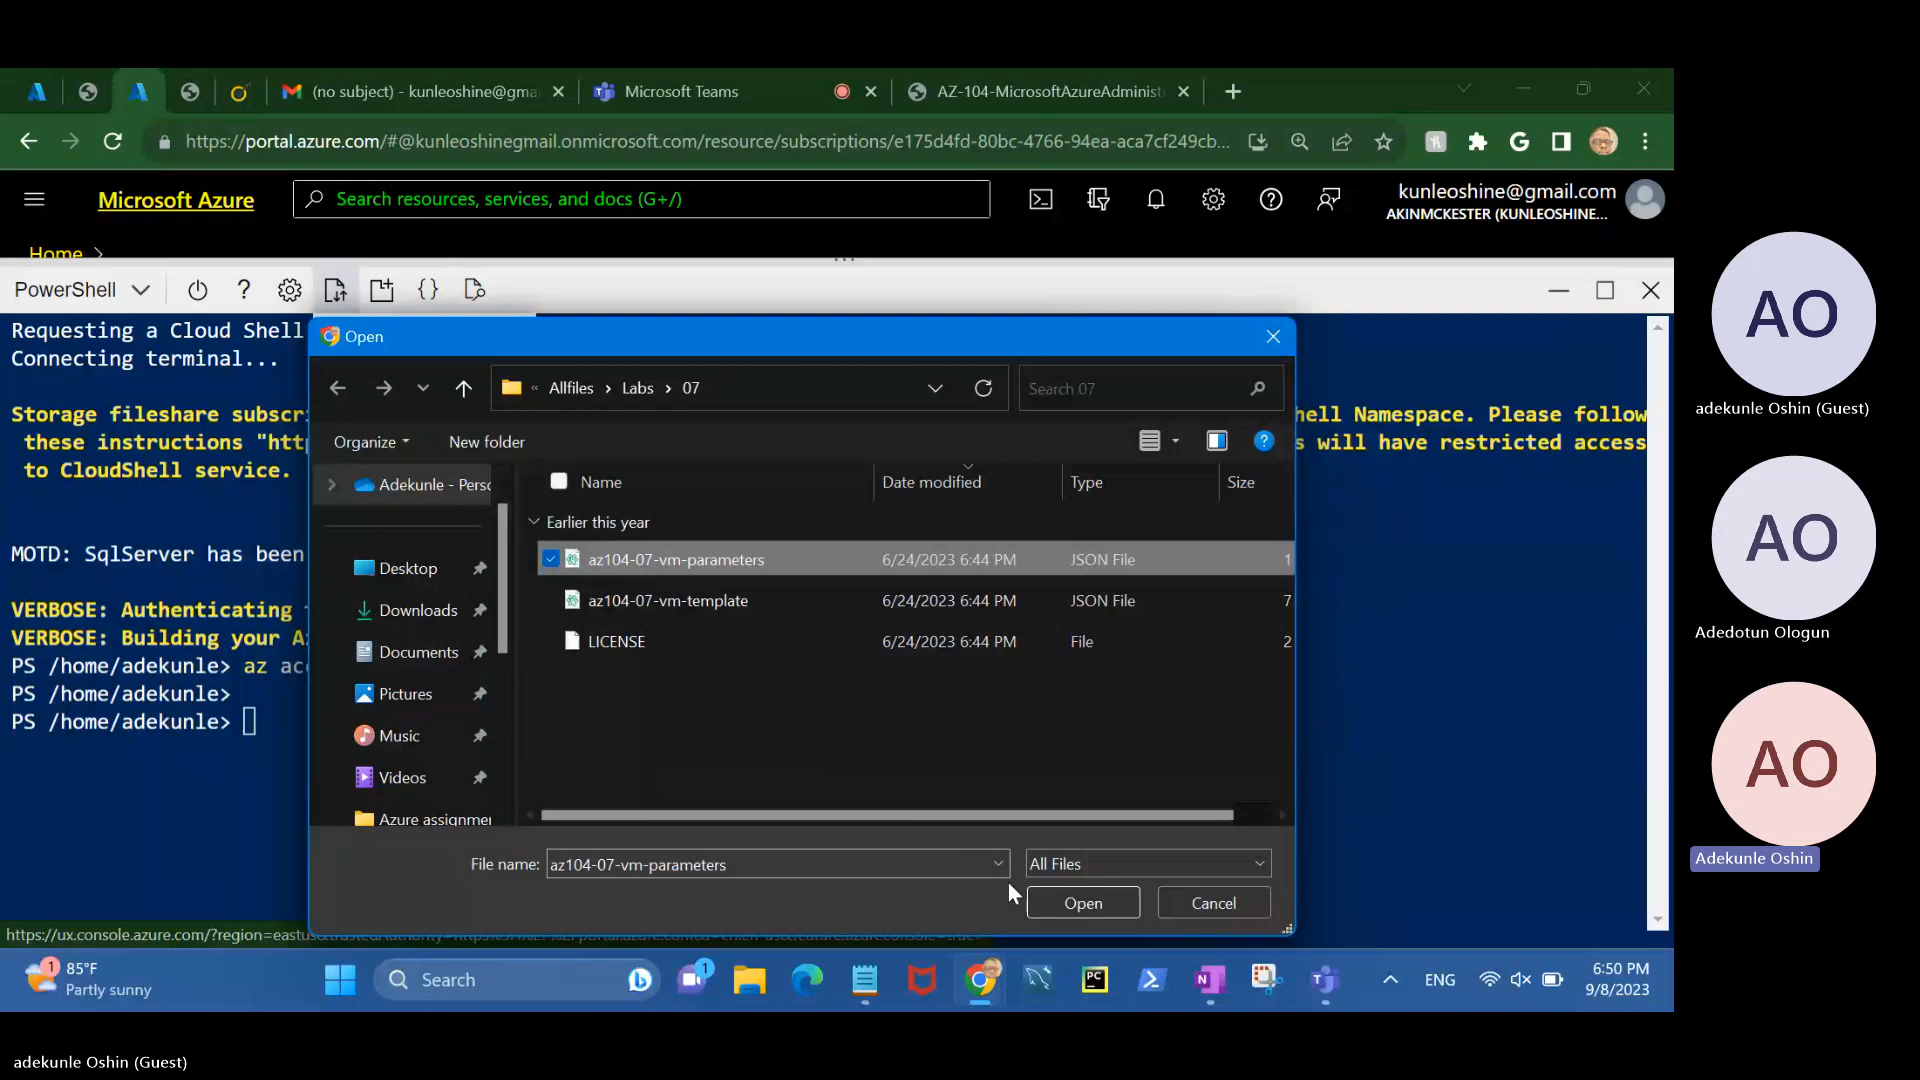 (no subject) - kunleoshine@gma
Microsoft Teams
AZ-104-MicrosoftAzureAdminist
https://portal.azure.com/#@kunleoshinegmail.onmicrosoft.com/resource/subscriptions/e175d4fd-80bc-4766-94ea-aca7cf249cb...
Microsoft Azure
Search resources, services, and docs (G+/)
kunleoshine@gmail.com
AKINMCKESTER (KUNLEOSHINE...
Home >
PowerShell
Requesting a Cloud Shell
Connecting terminal...
Open
« Allfiles > Labs > 07
Search 07
Storage fileshare subscri
hell Namespace. Please follow
these instructions "http
s will have restricted access
to CloudShell service.
Organize
New folder
Adekunle - Perso
Name
Date modified
Type
Size
Earlier this year
az104-07-vm-parameters 6/24/2023 6:44 PM JSON File 1
az104-07-vm-template 6/24/2023 6:44 PM JSON File 7
LICENSE 6/24/2023 6:44 PM File 2
Desktop
Downloads
Documents
Pictures
Music
Videos
Azure assignmen
MOTD: SqlServer has been
VERBOSE: Authenticating
VERBOSE: Building your A
PS /home/adekunle> az acc
PS /home/adekunle>
PS /home/adekunle>
File name: az104-07-vm-parameters
All Files
Open
Cancel
https://ux.console.azure.com/?region=eastus
1
85°F
Partly sunny
Search
1
PC
N
ENG
6:50 PM
9/8/2023
AO
adekunle Oshin (Guest)
AO
Adedotun Ologun
AO
Adekunle Oshin
adekunle Oshin (Guest)